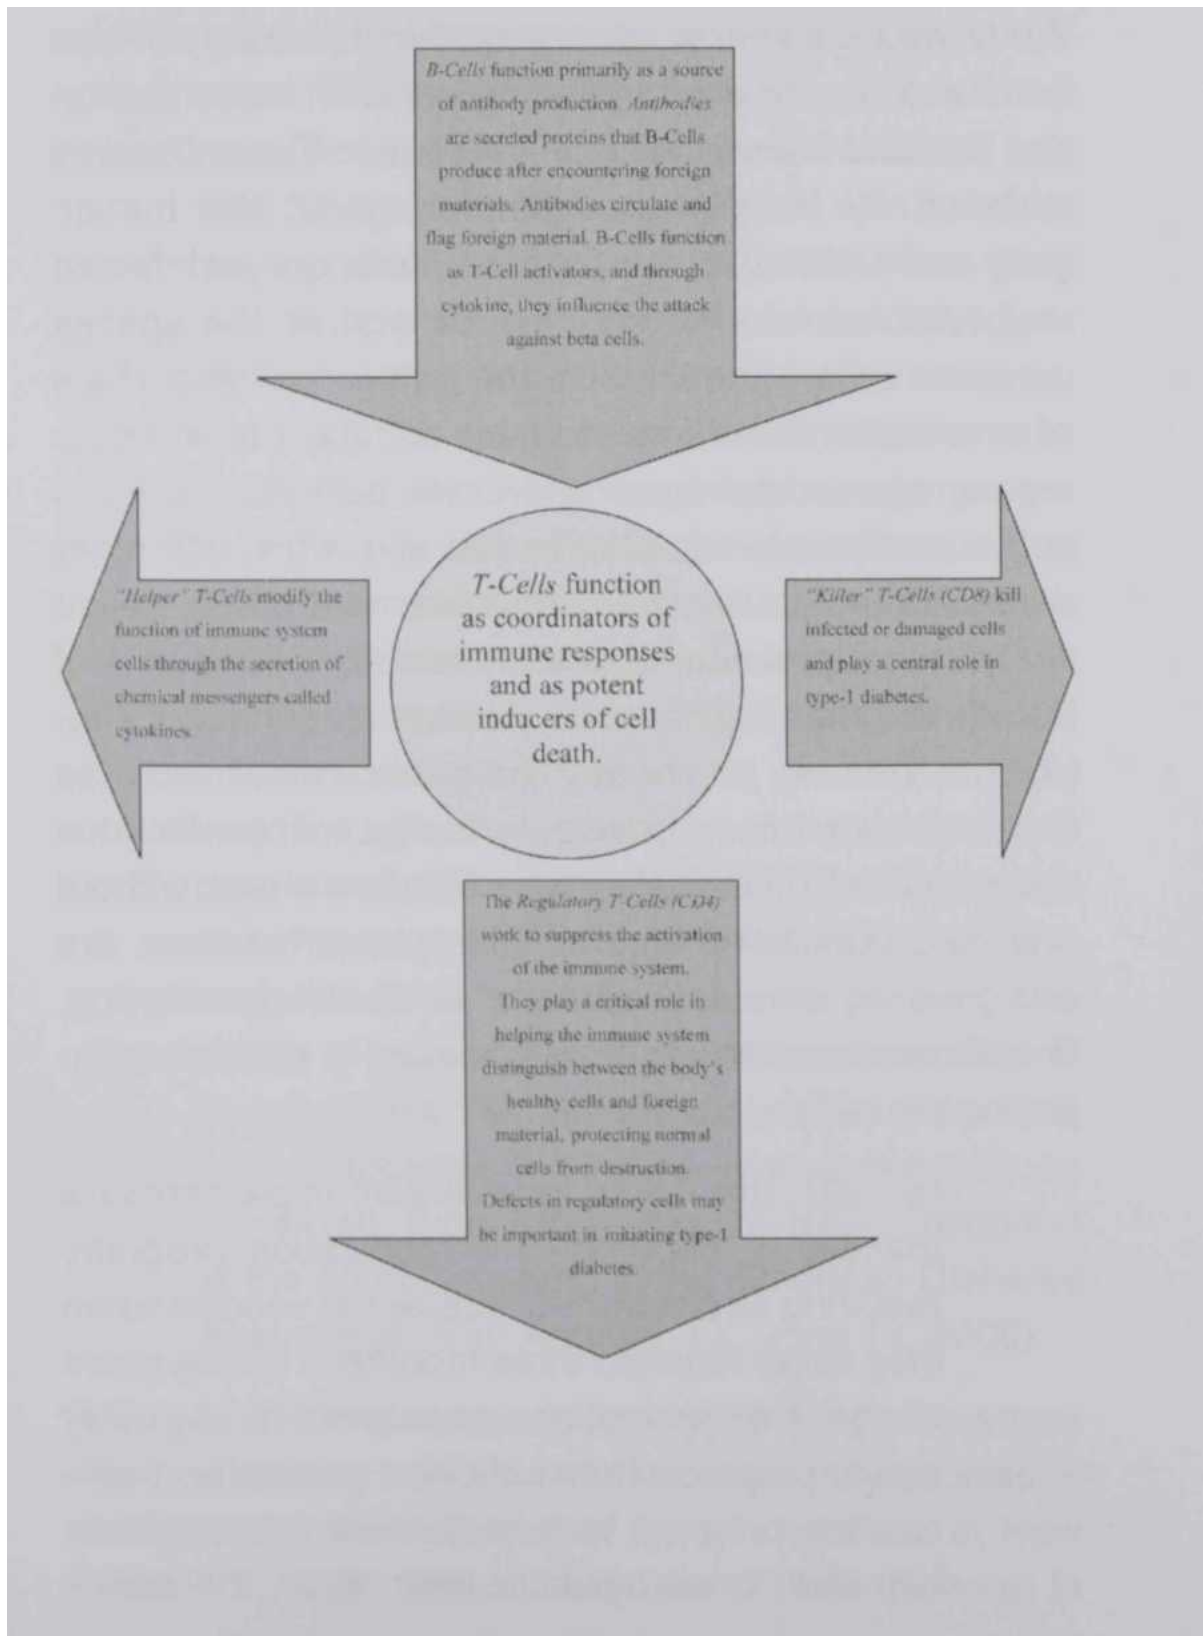 B-Cells function primarily as a source
of antibody production. Antibodies
are secreted proteins that B-Cells
produce after encountering foreign
materials. Antibodies circulate and
flag foreign material. B-Cells function
as T-Cell activators, and through
cytokine, they influence the attack
against beta cells.
"Helper" T-Cells modify the
function of immune system
cells through the secretion of
chemical messengers called
cytokines.
T-Cells function
as coordinators of
immune responses
and as potent
inducers of cell
death.
"Killer" T-Cells (CD8) kill
infected or damaged cells
and play a central role in
type-1 diabetes.
The Regulatory T-Cells (CD4)
work to suppress the activation
of the immune system.
They play a critical role in
helping the immune system
distinguish between the body's
healthy cells and foreign
material, protecting normal
cells from destruction.
Defects in regulatory cells may
be important in initiating type-1
diabetes.